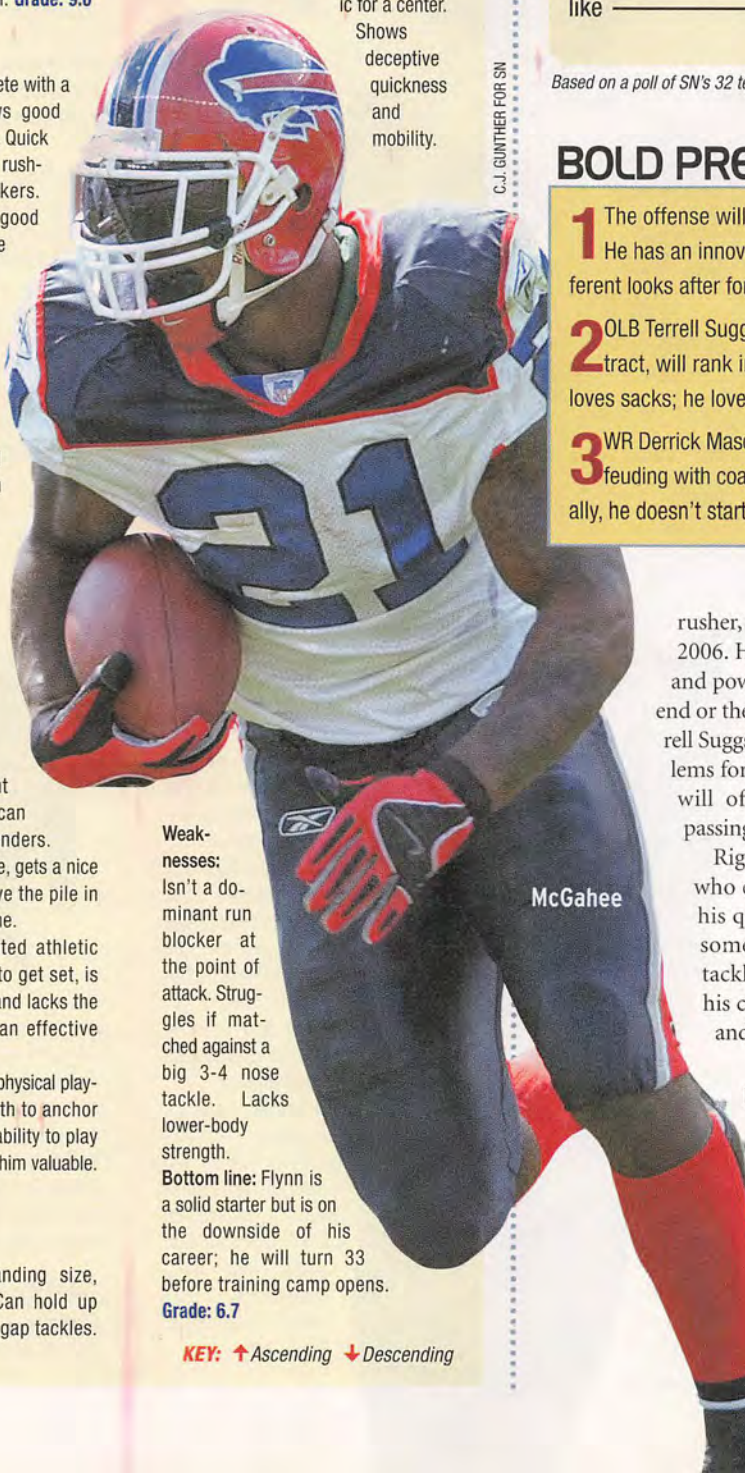 Grade: 9.0
ete with a
s good
Quick
rush-
kers.
good
e
t
can
nders.
e, gets a nice
ve the pile in
ne.
ted athletic
to get set, is
and lacks the
an effective
physical play-
th to anchor
ability to play
him valuable.
anding size,
Can hold up
gap tackles.
ic for a center.
Shows
deceptive
quickness
and
mobility.
C.J. GUNTHER FOR SN
21
McGahee
Weak-
nesses:
Isn't a do-
minant run
blocker at
the point of
attack. Strug-
gles if mat-
ched against a
big 3-4 nose
tackle. Lacks
lower-body
strength.
Bottom line: Flynn is
a solid starter but is on
the downside of his
career; he will turn 33
before training camp opens.
Grade: 6.7
KEY: ↑ Ascending ↓ Descending
like
Based on a poll of SN's 32 te
BOLD PRE
1 The offense will
He has an innov
ferent looks after for
2 OLB Terrell Sugg
tract, will rank i
loves sacks; he love
3 WR Derrick Mas
feuding with coa
ally, he doesn't start
rusher,
2006. H
and pow
end or the
rell Sugg
lems for
will of
passing
Rig
who
his q
some
tackl
his c
and